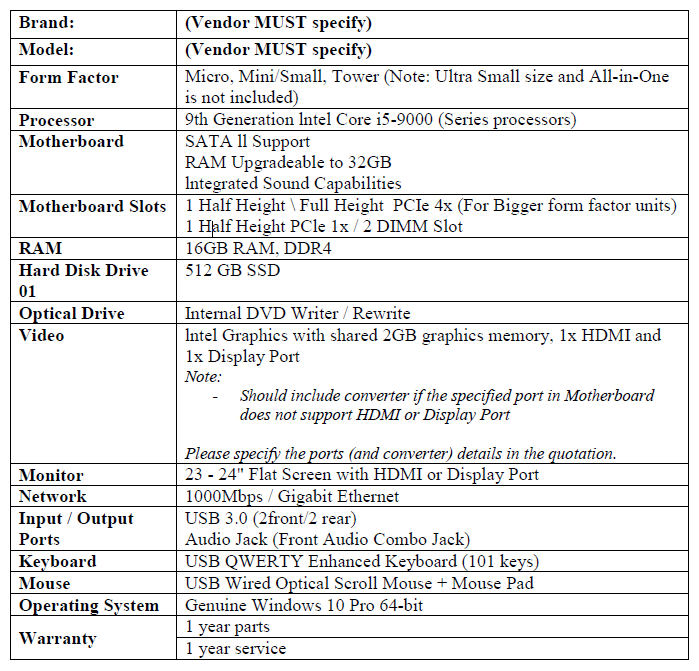 Brand: (Vendor MUST specify)
Model: (Vendor MUST specify)
Form Factor Micro, Mini/Small, Tower (Note: Ultra Small size and All-in-One
is not included)
Processor 9th Generation lntel Core i5-9000 (Series processors)
Motherboard SATA ll Support
RAM Upgradeable to 32GB
lntegrated Sound Capabilities
Motherboard Slots 1 Half Height \ Full Height PCIe 4x (For Bigger form factor units)
1 Half Height PCle 1x / 2 DIMM Slot
RAM 16GB RAM, DDR4
Hard Disk Drive 512 GB SSD
01
Optical Drive Internal DVD Writer / Rewrite
Video lntel Graphics with shared 2GB graphics memory, 1x HDMI and
1x Display Port
Note:
- Should include converter if the specified port in Motherboard
does not support HDMI or Display Port
Please specify the ports (and converter) details in the quotation.
Monitor 23 - 24" Flat Screen with HDMI or Display Port
Network 1000Mbps / Gigabit Ethernet
Input / Output USB 3.0 (2front/2 rear)
Ports Audio Jack (Front Audio Combo Jack)
Keyboard USB QWERTY Enhanced Keyboard (101 keys)
Mouse USB Wired Optical Scroll Mouse + Mouse Pad
Operating System Genuine Windows 10 Pro 64-bit
Warranty 1 year parts
1 year service